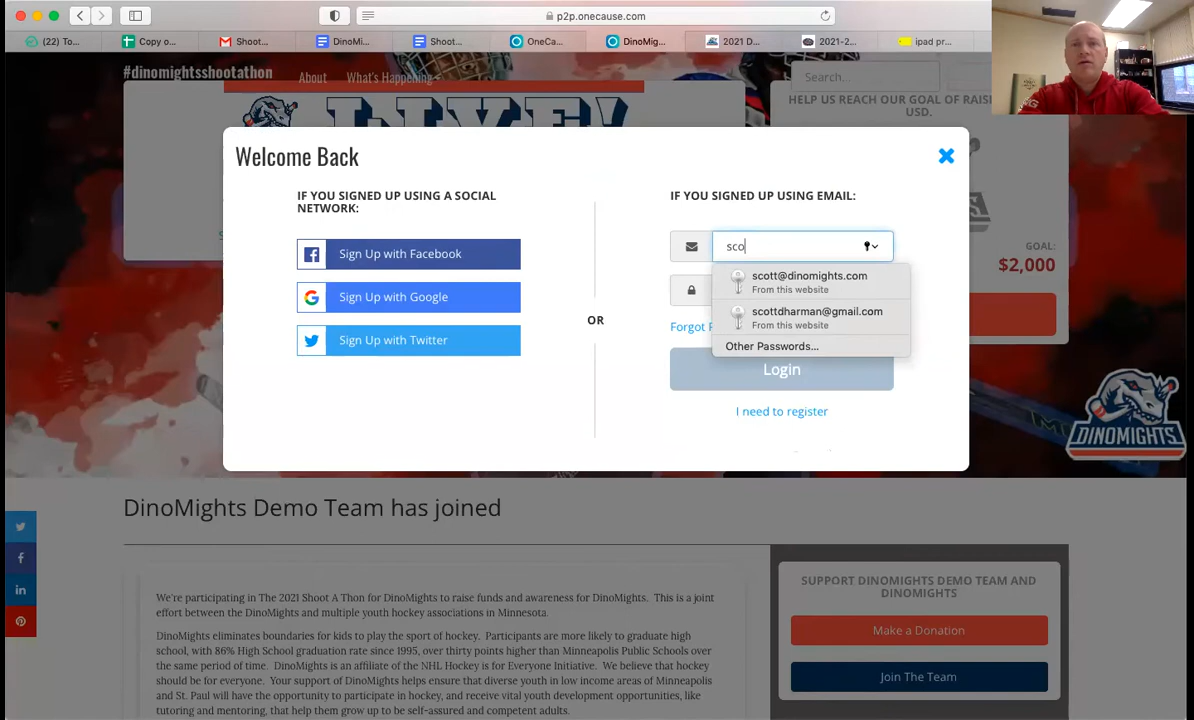 p2p.onecause.com
(22) To...
Copy o...
Shoot...
DinoMi...
Shoot...
OneCa...
DinoMig...
2021 D...
2021-2...
ipad pr...
#dinomightsshootathon
About
What's Happening
Search...
LIVE!
HELP US REACH OUR GOAL OF RAIS
USD.
GOAL:
$2,000
Welcome Back
IF YOU SIGNED UP USING A SOCIAL
NETWORK:
Sign Up with Facebook
Sign Up with Google
Sign Up with Twitter
OR
IF YOU SIGNED UP USING EMAIL:
sco
scott@dinomights.com
From this website
scottdharman@gmail.com
From this website
Other Passwords...
Forgot P
Login
I need to register
DINOMIGHTS
DinoMights Demo Team has joined
We're participating in The 2021 Shoot A Thon for DinoMights to raise funds and awareness for DinoMights. This is a joint
effort between the DinoMights and multiple youth hockey associations in Minnesota.
DinoMights eliminates boundaries for kids to play the sport of hockey. Participants are more likely to graduate high
school, with 86% High School graduation rate since 1995, over thirty points higher than Minneapolis Public Schools over
the same period of time. DinoMights is an affiliate of the NHL Hockey is for Everyone Initiative. We believe that hockey
should be for everyone. Your support of DinoMights helps ensure that diverse youth in low income areas of Minneapolis
and St. Paul will have the opportunity to participate in hockey, and receive vital youth development opportunities, like
tutoring and mentoring, that help them grow up to be self-assured and competent adults.
SUPPORT DINOMIGHTS DEMO TEAM AND
DINOMIGHTS
Make a Donation
Join The Team